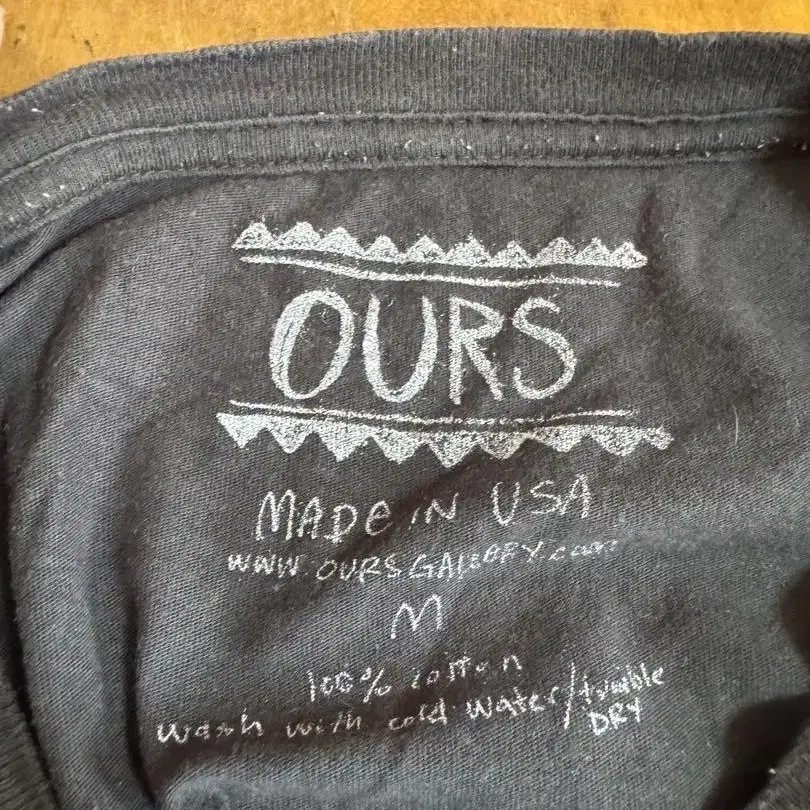 OURS
MADE iN USA
WWW.OURSGALLERY.com
M
100% cotton
wash with cold water/tumble
DRY